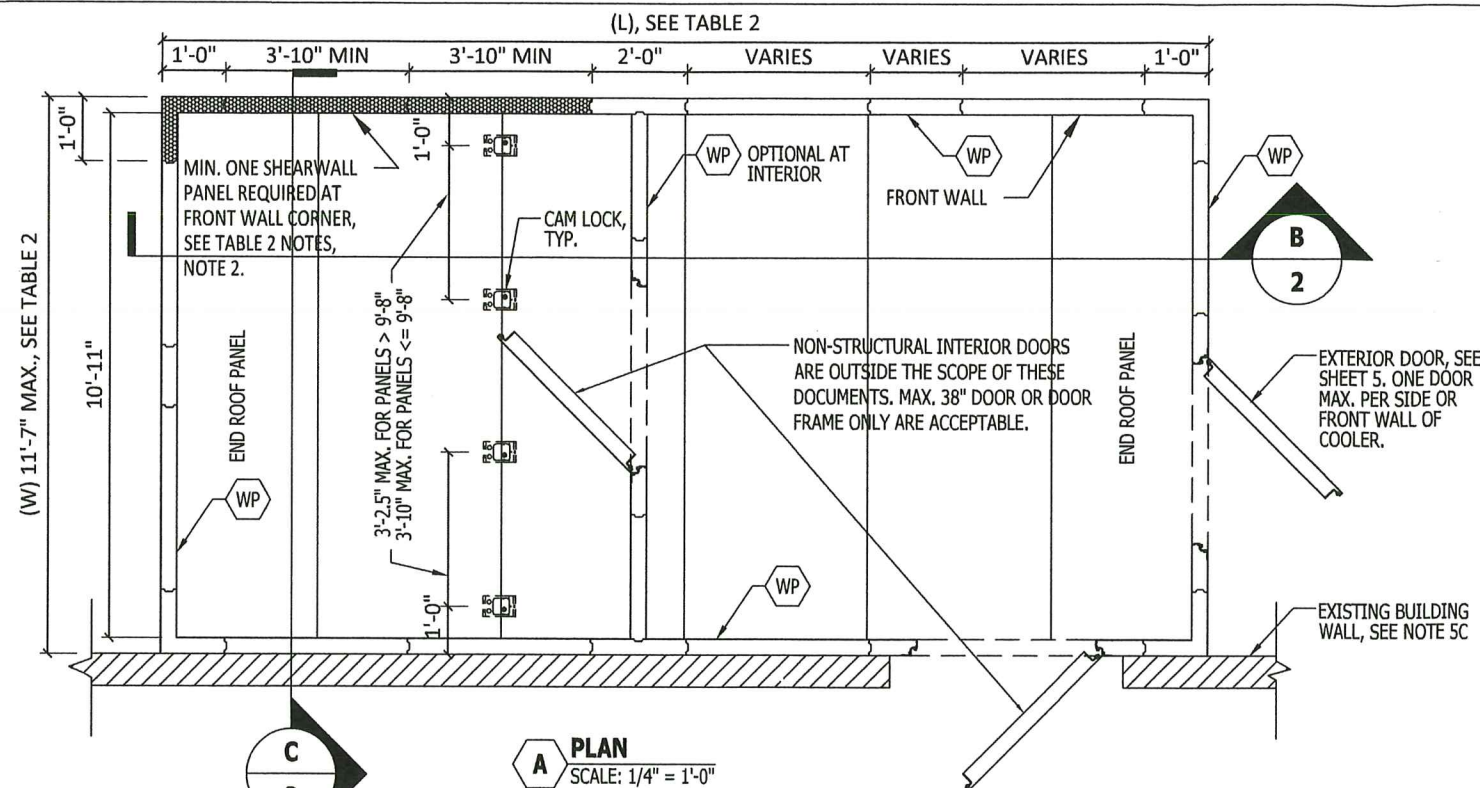 (L), SEE TABLE 2
1'-0" 3'-10" MIN 3'-10" MIN 2'-0" VARIES VARIES VARIES 1'-0"
1'-0"
(W) 11'-7" MAX., SEE TABLE 2
10'-11"
MIN. ONE SHEARWALL
PANEL REQUIRED AT
FRONT WALL CORNER,
SEE TABLE 2 NOTES,
NOTE 2.
1'-0"
CAM LOCK,
TYP.
WP
OPTIONAL AT
INTERIOR
WP
FRONT WALL
WP
B
2
END ROOF PANEL
WP
3'-2.5" MAX. FOR PANELS > 9'-8"
3'-10" MAX. FOR PANELS <= 9'-8"
1'-0"
NON-STRUCTURAL INTERIOR DOORS
ARE OUTSIDE THE SCOPE OF THESE
DOCUMENTS. MAX. 38" DOOR OR DOOR
FRAME ONLY ARE ACCEPTABLE.
END ROOF PANEL
EXTERIOR DOOR, SEE
SHEET 5. ONE DOOR
MAX. PER SIDE OR
FRONT WALL OF
COOLER.
WP
EXISTING BUILDING
WALL, SEE NOTE 5C
C
A
PLAN
SCALE: 1/4" = 1'-0"